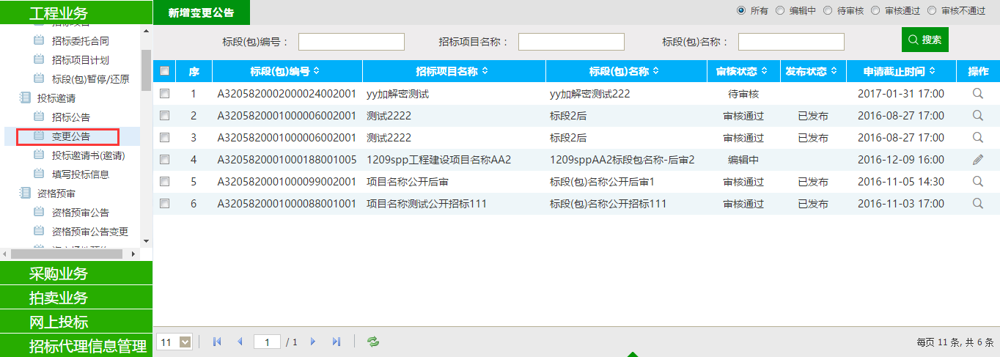 工程业务
招标项目
招标委托合同
招标项目计划
标段(包)暂停/还原
投标邀请
招标公告
变更公告
投标邀请书(邀请)
填写投标信息
资格预审
资格预审公告
资格预审公告变更
采购业务
拍卖业务
网上投标
招标代理信息管理
新增变更公告
所有 编辑中 待审核 审核通过 审核不通过
标段(包)编号： 招标项目名称： 标段(包)名称： 搜索
序 标段(包)编号 招标项目名称 标段(包)名称 审核状态 发布状态 申请截止时间 操作
1 A3205820002000024002001 yy加解密测试 yy加解密测试222 待审核 2017-01-31 17:00
2 A3205820001000006002001 测试2222 标段2后 审核通过 已发布 2016-08-27 17:00
3 A3205820001000006002001 测试2222 标段2后 审核通过 已发布 2016-08-27 17:00
4 A3205820001000188001005 1209spp工程建设项目名称AA2 1209sppAA2标段包名称-后审2 编辑中 2016-12-09 16:00
5 A3205820001000099002001 项目名称公开后审 标段(包)名称公开后审1 审核通过 已发布 2016-11-05 14:30
6 A3205820001000088001001 项目名称测试公开招标111 标段(包)名称公开招标111 审核通过 已发布 2016-11-03 17:00
11 1 / 1 每页 11 条, 共 6 条